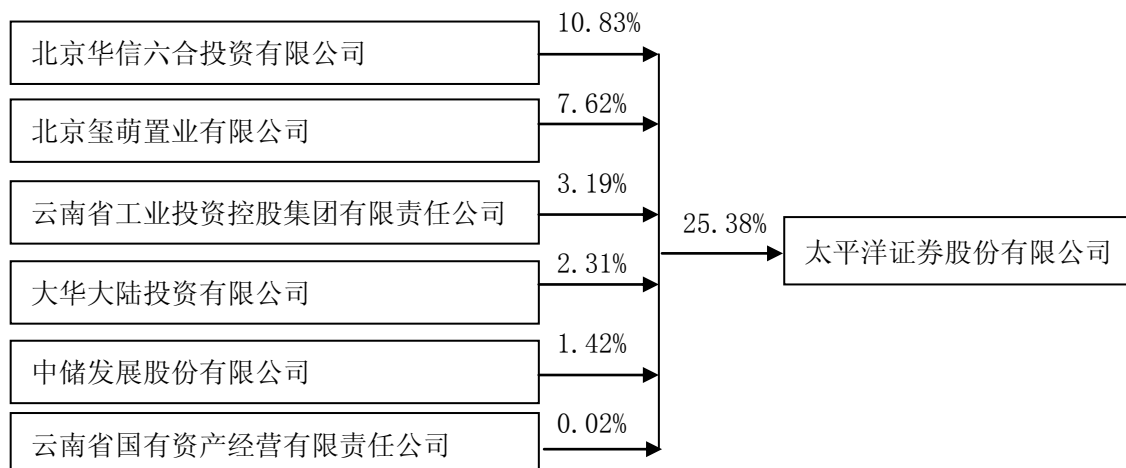 10.83%
北京华信六合投资有限公司
7.62%
北京玺萌置业有限公司
3.19%
云南省工业投资控股集团有限责任公司
25.38%
太平洋证券股份有限公司
2.31%
大华大陆投资有限公司
1.42%
中储发展股份有限公司
0.02%
云南省国有资产经营有限责任公司